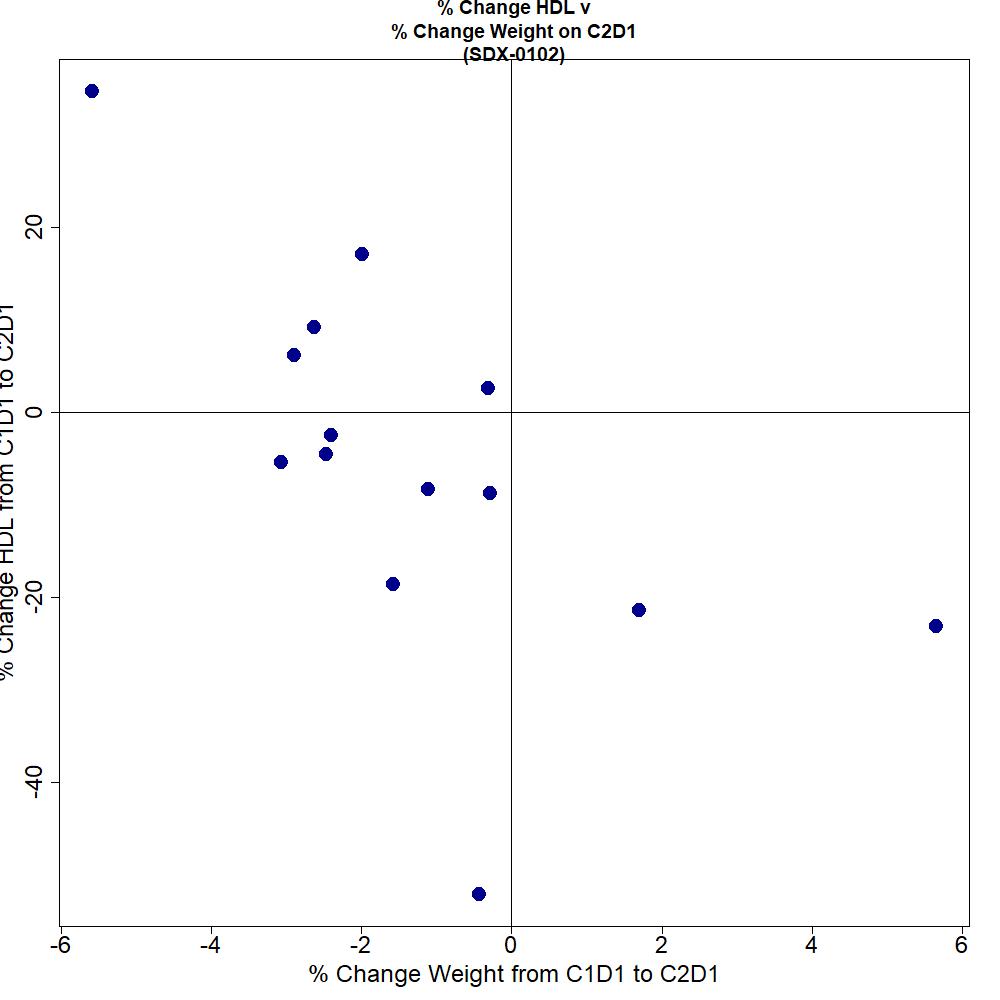 % Change HDL v
% Change Weight on C2D1
(SDX-0102)
% Change HDL from C1D1 to C2D1
20
0
-20
-40
-6 -4 -2 0 2 4 6
% Change Weight from C1D1 to C2D1